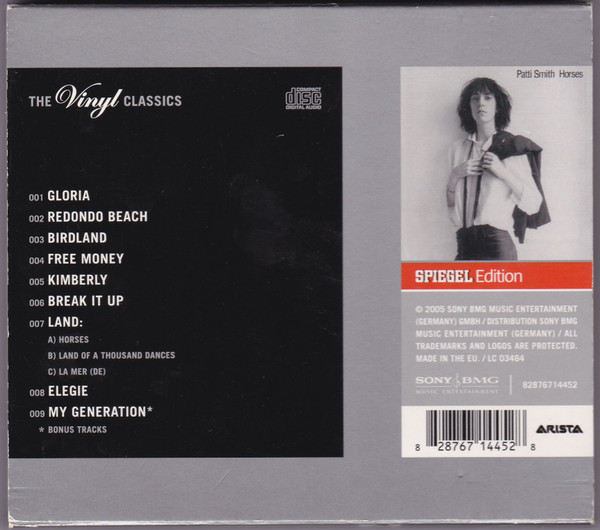 THE Vinyl CLASSICS
COMPACT
disc
DIGITAL AUDIO
001 GLORIA
002 REDONDO BEACH
003 BIRDLAND
004 FREE MONEY
005 KIMBERLY
006 BREAK IT UP
007 LAND:
A) HORSES
B) LAND OF A THOUSAND DANCES
C) LA MER (DE)
008 ELEGIE
009 MY GENERATION*
* BONUS TRACKS
Patti Smith Horses
SPIEGEL Edition
© 2005 SONY BMG MUSIC ENTERTAINMENT
(GERMANY) GMBH / DISTRIBUTION SONY BMG
MUSIC ENTERTAINMENT (GERMANY) / ALL
TRADEMARKS AND LOGOS ARE PROTECTED.
MADE IN THE EU. / LC 03484
SONY BMG
MUSIC ENTERTAINMENT
82876714452
ARISTA
8 28767 14452 8